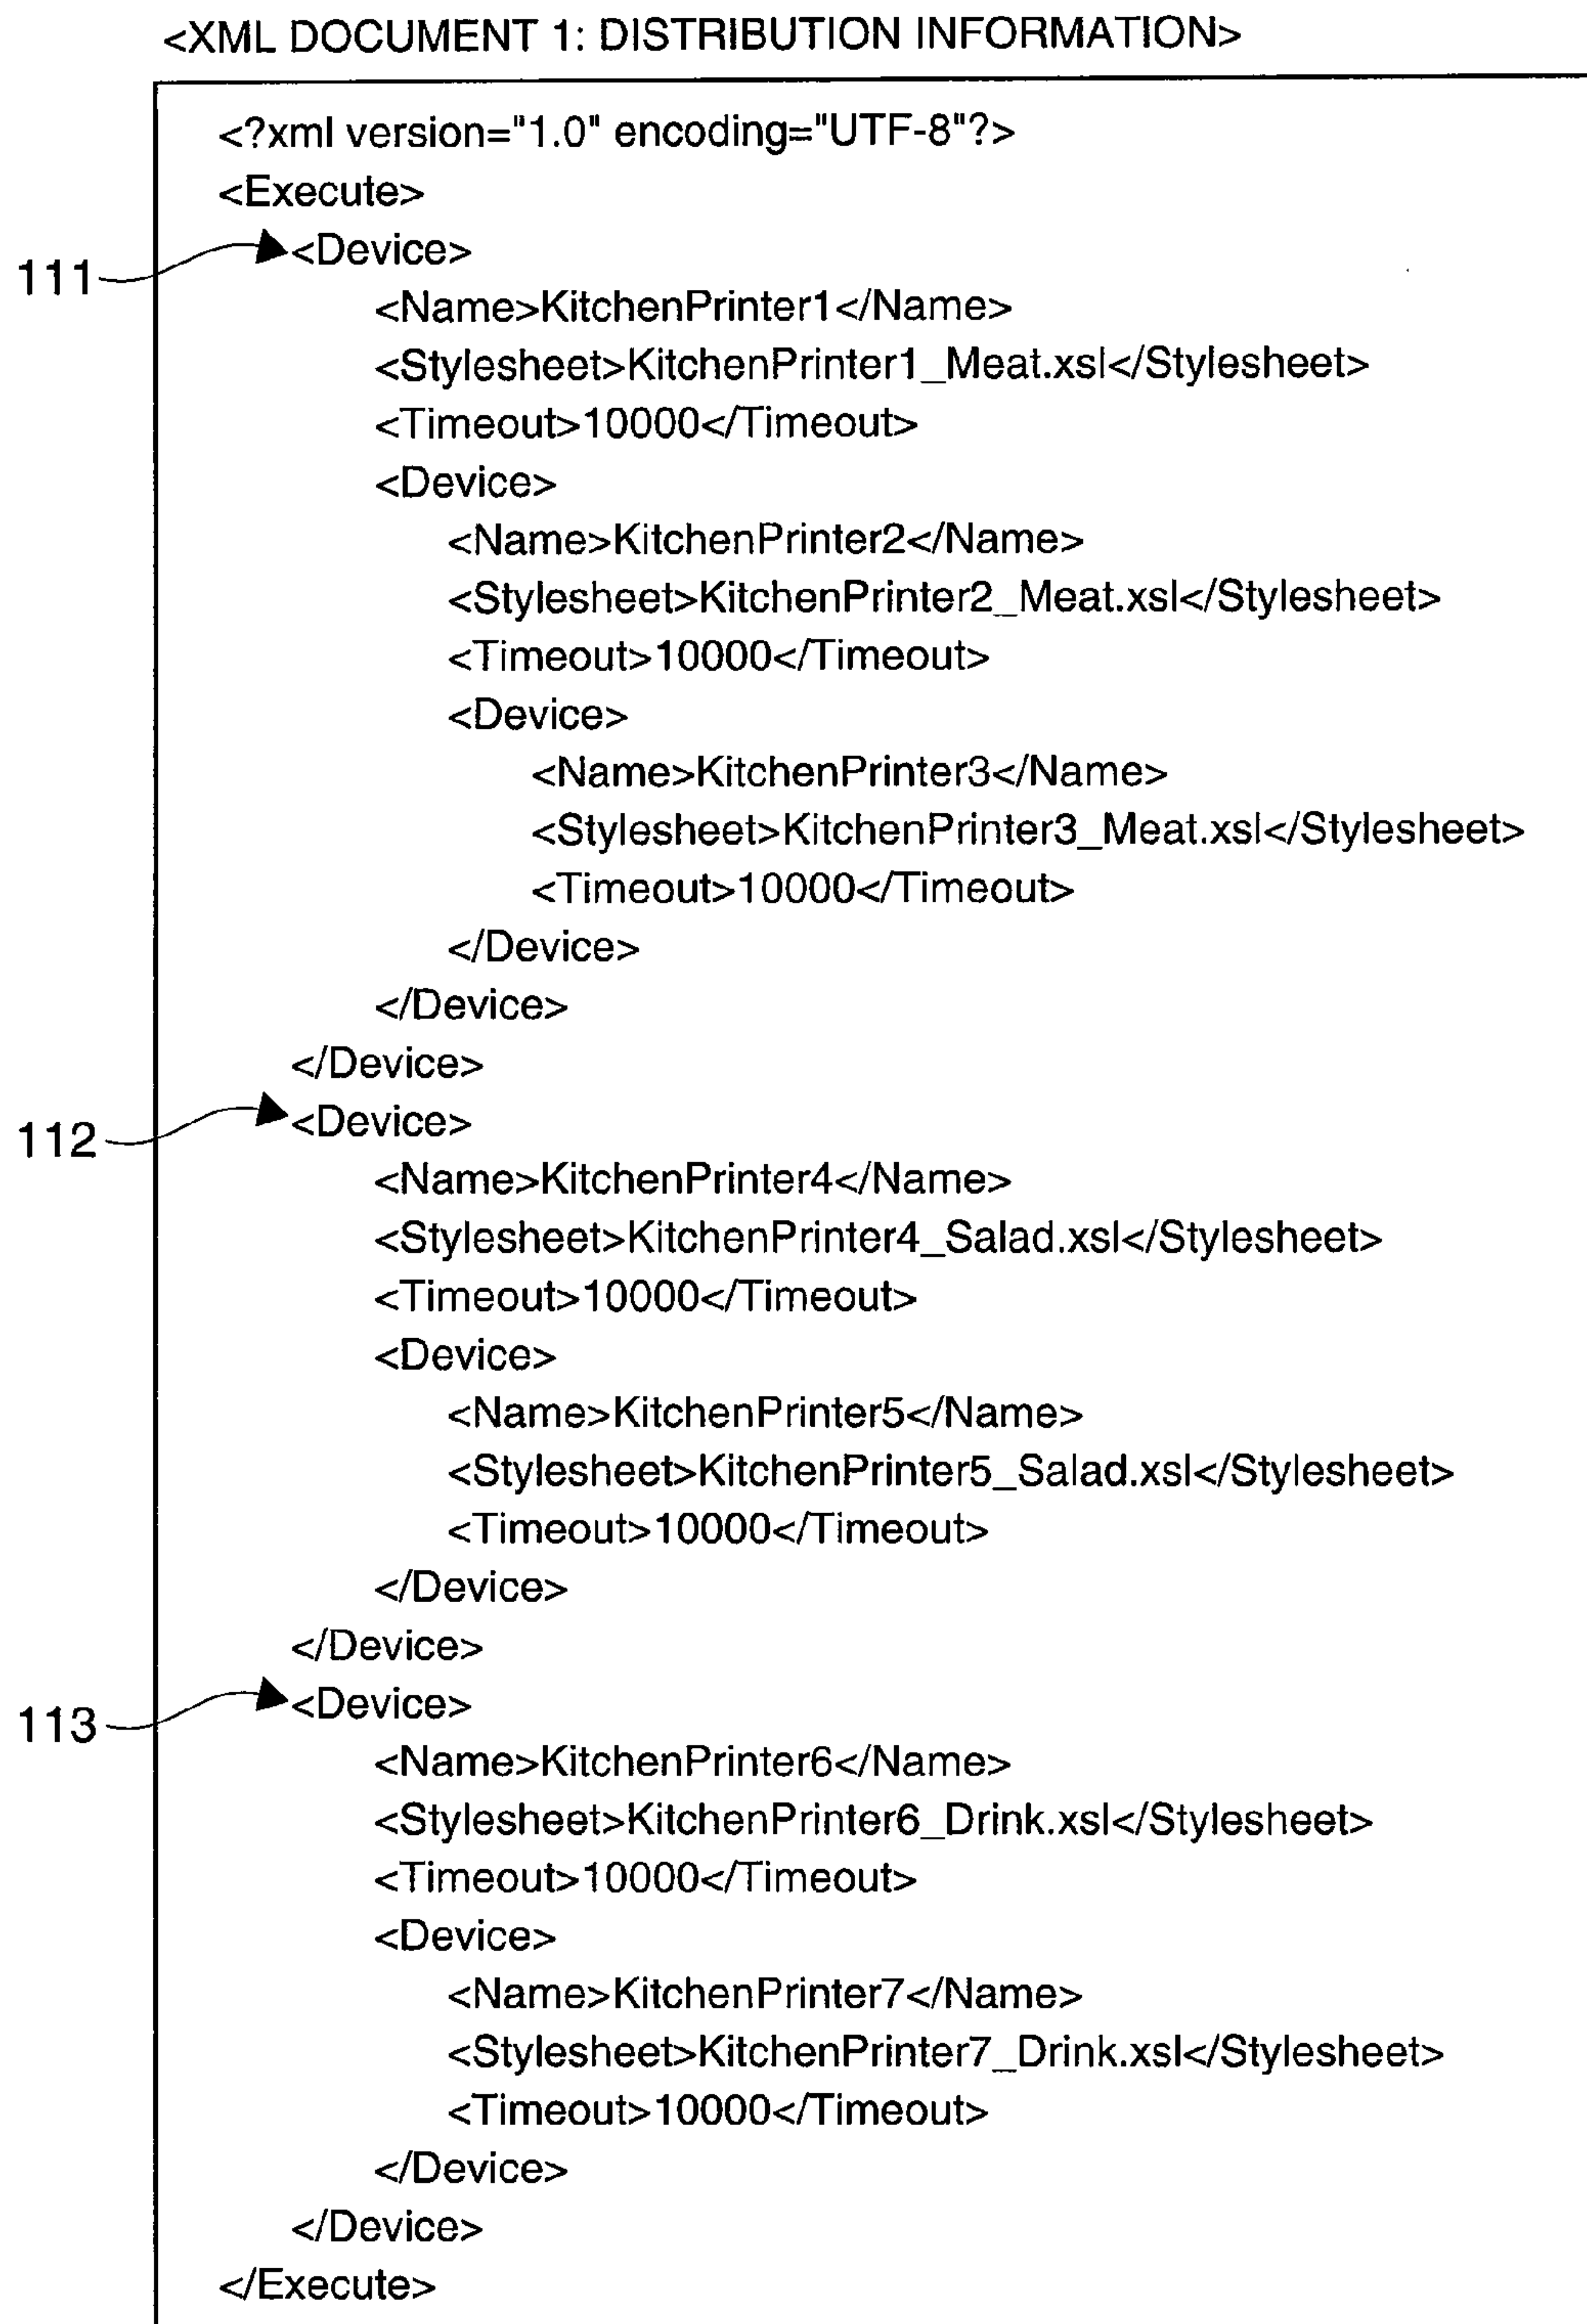 <XML DOCUMENT 1: DISTRIBUTION INFORMATION>
<?xml version="1.0" encoding="UTF-8"?>
<Execute>
111 <Device>
<Name>KitchenPrinter1</Name>
<Stylesheet>KitchenPrinter1_Meat.xsl</Stylesheet>
<Timeout>10000</Timeout>
<Device>
<Name>KitchenPrinter2</Name>
<Stylesheet>KitchenPrinter2_Meat.xsl</Stylesheet>
<Timeout>10000</Timeout>
<Device>
<Name>KitchenPrinter3</Name>
<Stylesheet>KitchenPrinter3_Meat.xsl</Stylesheet>
<Timeout>10000</Timeout>
</Device>
</Device>
</Device>
112 <Device>
<Name>KitchenPrinter4</Name>
<Stylesheet>KitchenPrinter4_Salad.xsl</Stylesheet>
<Timeout>10000</Timeout>
<Device>
<Name>KitchenPrinter5</Name>
<Stylesheet>KitchenPrinter5_Salad.xsl</Stylesheet>
<Timeout>10000</Timeout>
</Device>
</Device>
113 <Device>
<Name>KitchenPrinter6</Name>
<Stylesheet>KitchenPrinter6_Drink.xsl</Stylesheet>
<Timeout>10000</Timeout>
<Device>
<Name>KitchenPrinter7</Name>
<Stylesheet>KitchenPrinter7_Drink.xsl</Stylesheet>
<Timeout>10000</Timeout>
</Device>
</Device>
</Execute>